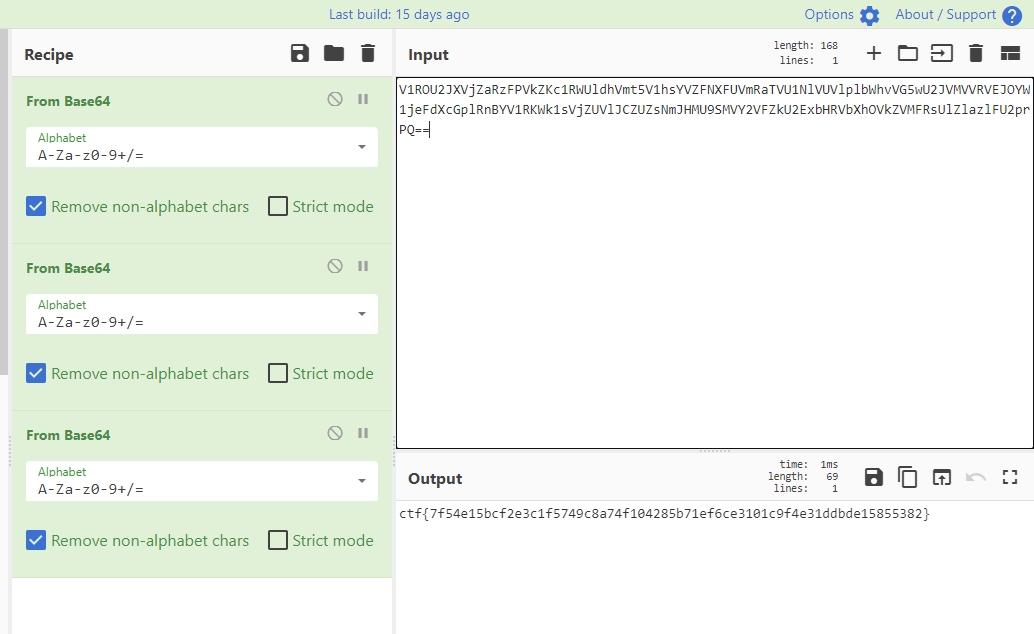 Last build: 15 days ago
Options
About / Support
Recipe
From Base64
Alphabet
A-Za-z0-9+/=
Remove non-alphabet chars
Strict mode
From Base64
Alphabet
A-Za-z0-9+/=
Remove non-alphabet chars
Strict mode
From Base64
Alphabet
A-Za-z0-9+/=
Remove non-alphabet chars
Strict mode
Input
length: 168
lines: 1
V1ROU2JXVjZaRzFPVkZKc1RWUldhVmt5V1hsYVZFNXFUVmRaTVU1NlVUVlplbWhvVG5wU2JVMVVRVEJOYW
1jeFdXcGplRnBYV1RKWk1sVjZUVlJCZUZsNmJHMU9SMVY2VFZkU2ExbHRVbXhOVkZVMFRsUlZlazlFU2pr
PQ==
Output
time: 1ms
length: 69
lines: 1
ctf{7f54e15bcf2e3c1f5749c8a74f104285b71ef6ce3101c9f4e31ddbde15855382}